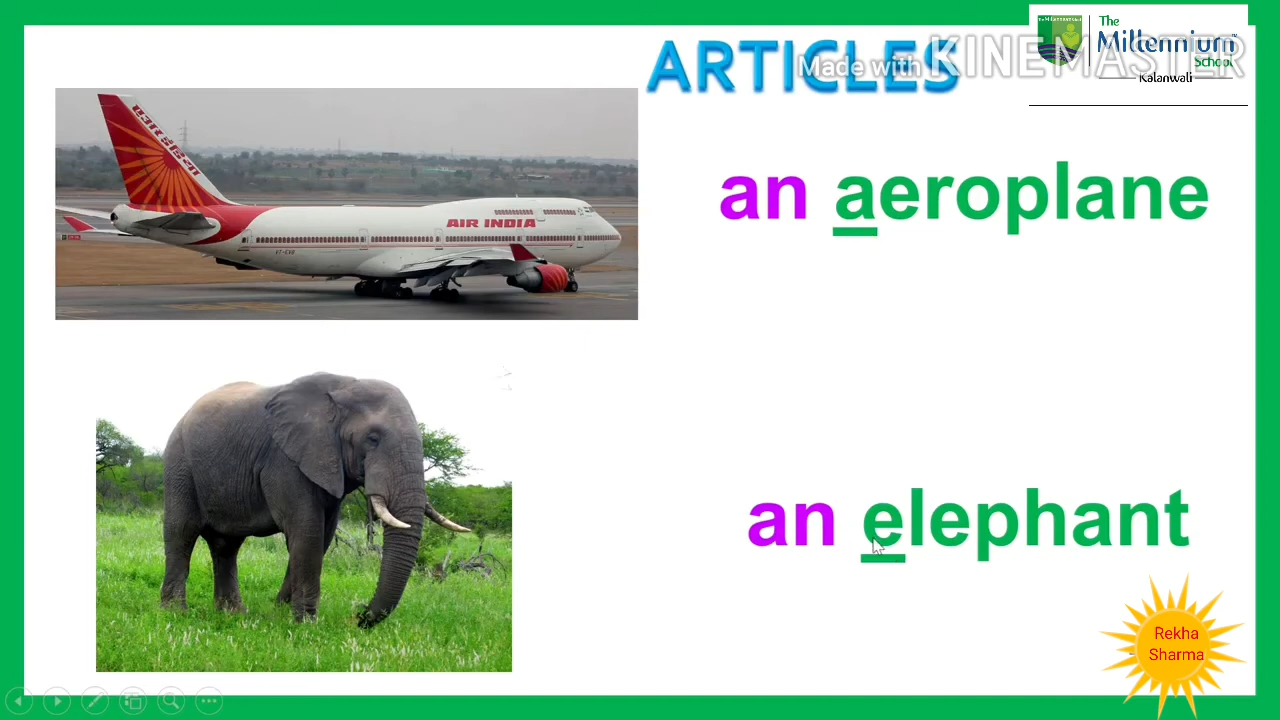 ARTICLES
Made with KINEMASTER
The
Millennium
School
Kalanwali
AIR INDIA
an aeroplane
an elephant
Rekha
Sharma